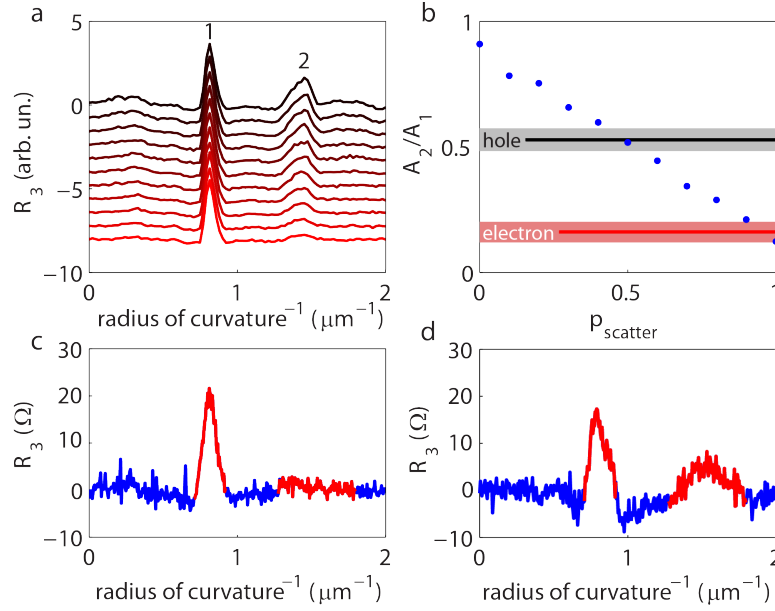 a
5
0
−5
−10
R₃ (arb. un.)
1
2
0
1
2
radius of curvature⁻¹ (μm⁻¹)
b
1
0.5
0
A₂/A₁
hole
electron
0
0.5
1
p_scatter
c
30
20
10
0
−10
R₃ (Ω)
0
1
2
radius of curvature⁻¹ (μm⁻¹)
d
30
20
10
0
−10
R₃ (Ω)
0
1
2
radius of curvature⁻¹ (μm⁻¹)